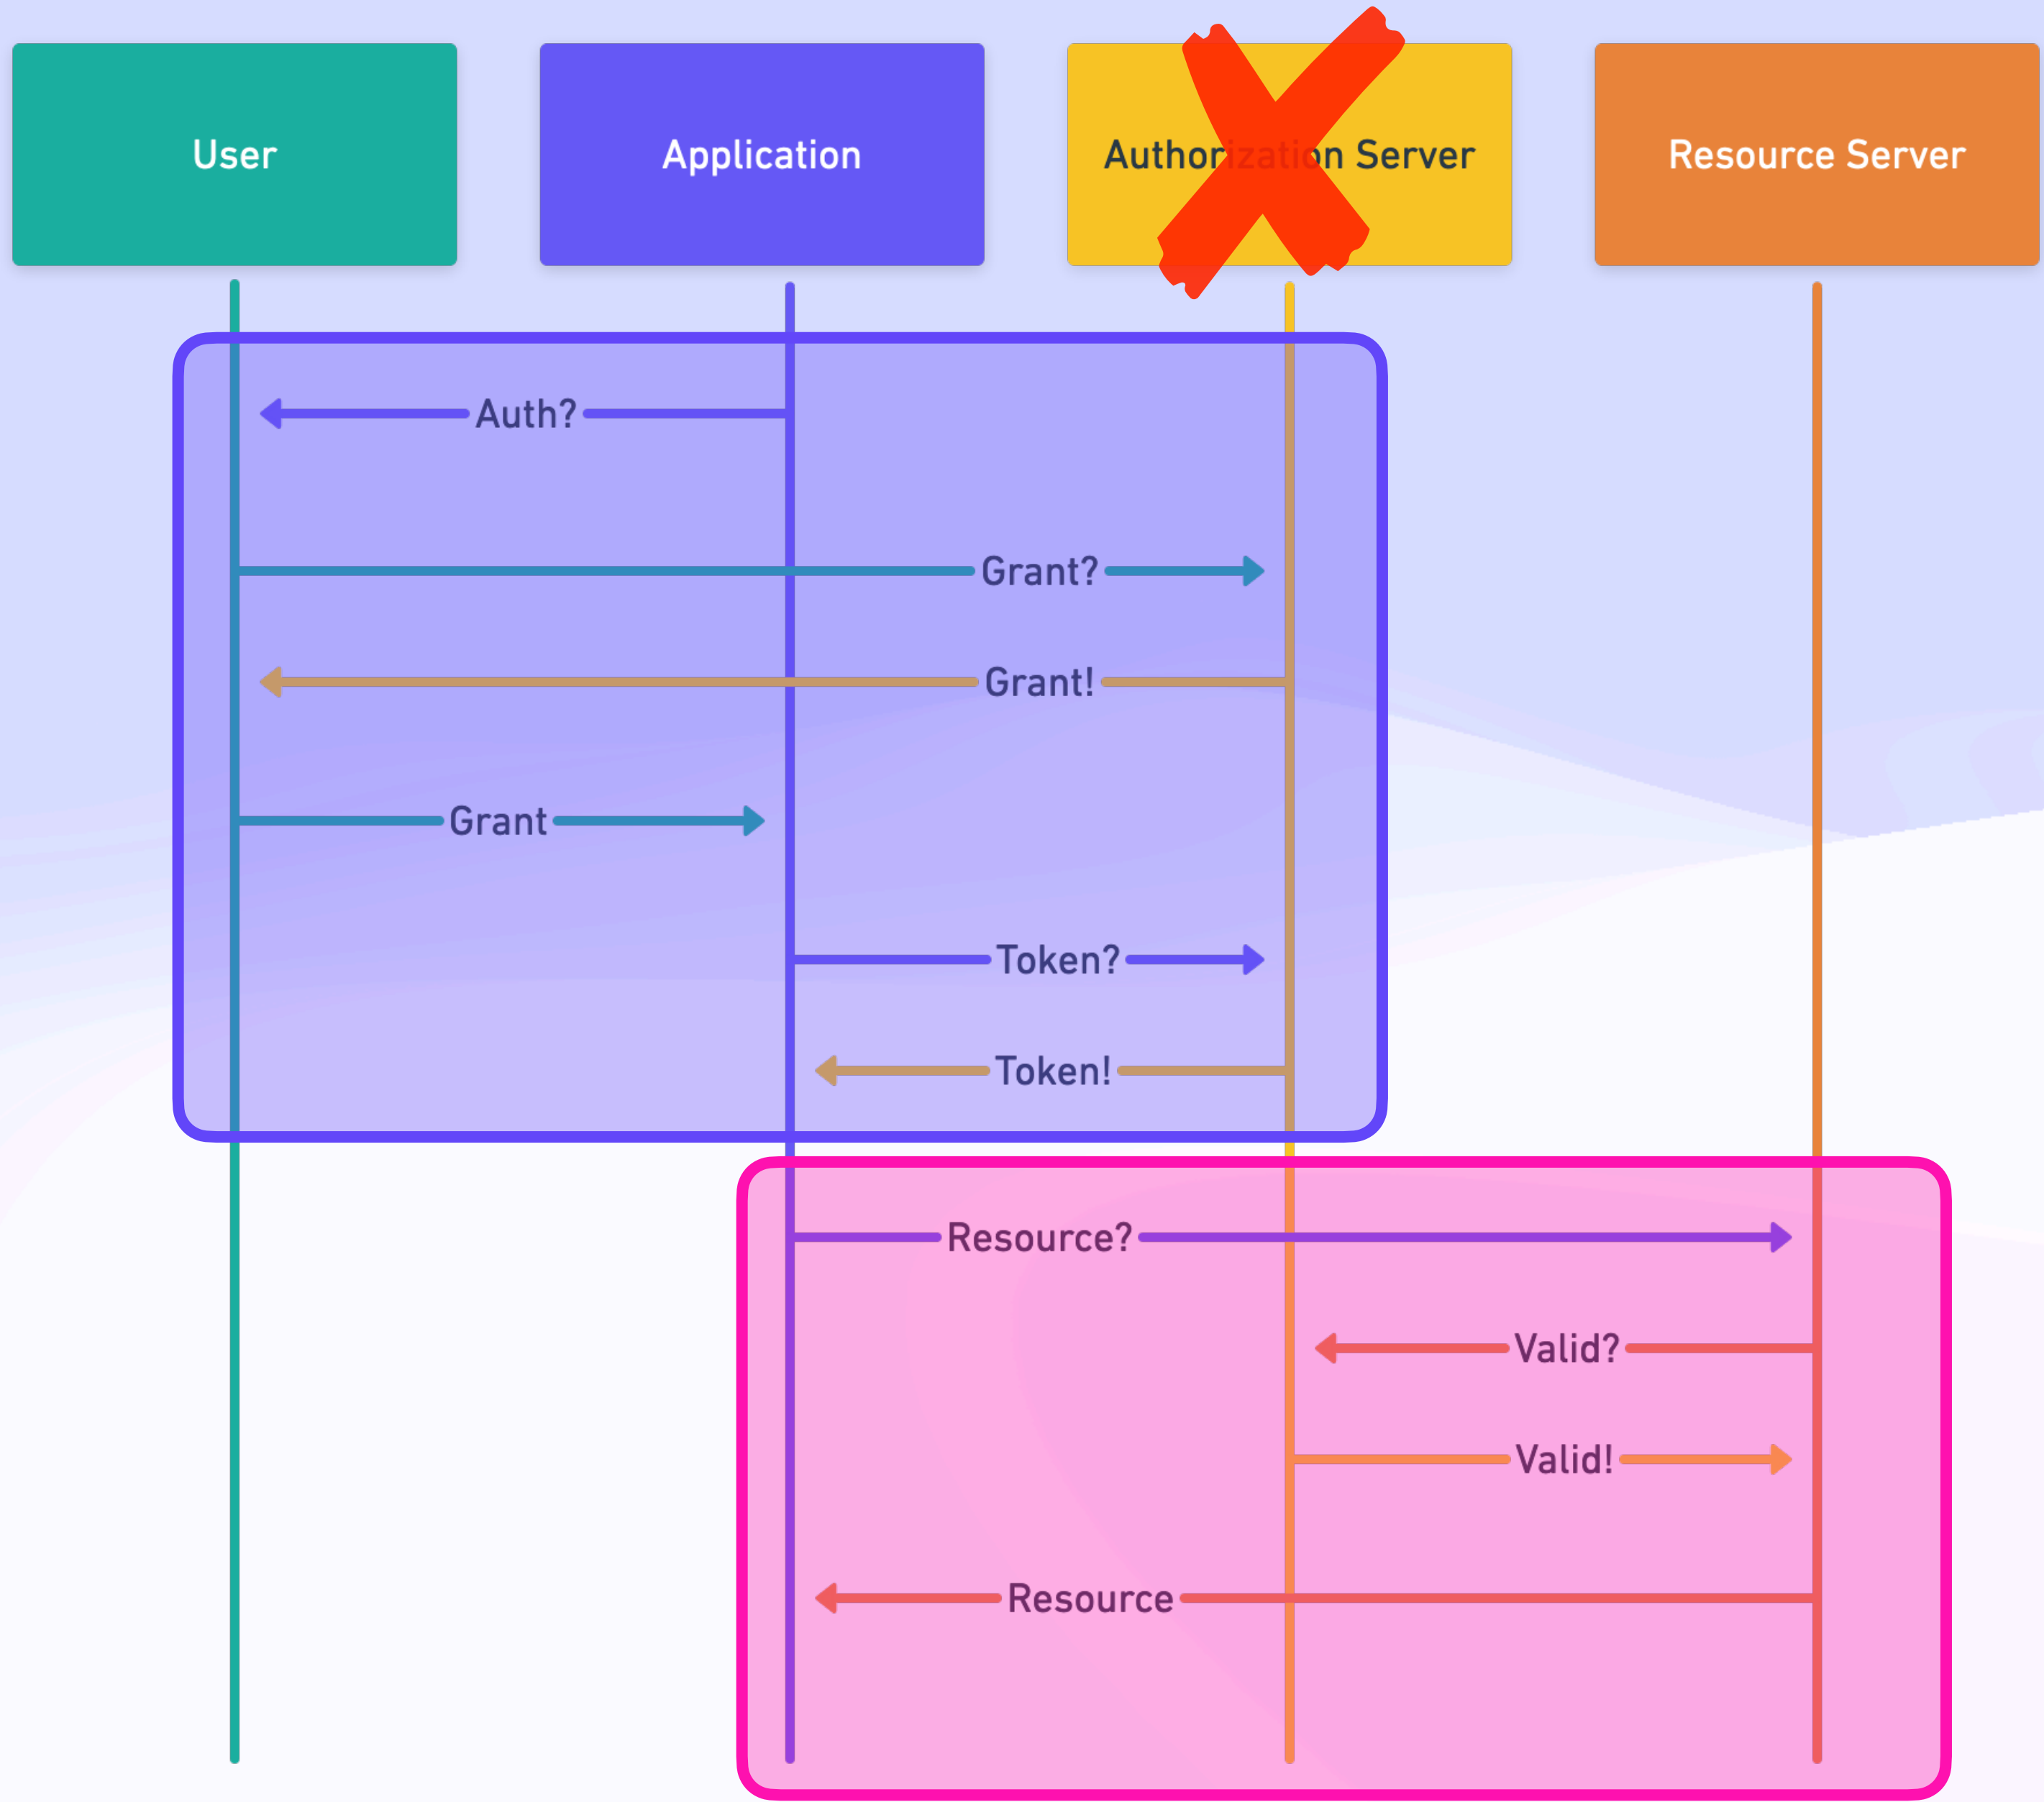 User
Application
Authorization Server
Resource Server
Auth?
Grant?
Grant!
Grant
Token?
Token!
Resource?
Valid?
Valid!
Resource